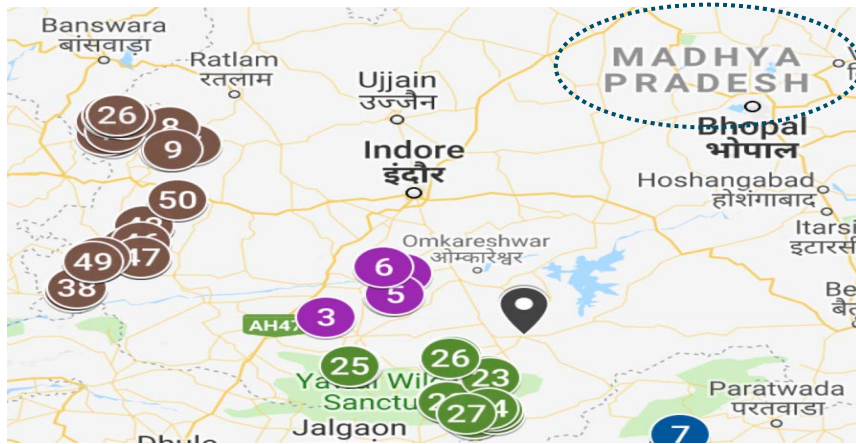 Banswara
बांसवाड़ा
Ratlam
रतलाम
Ujjain
उज्जैन
MADHYA
PRADESH
Bhopal
भोपाल
Indore
इंदौर
Hoshangabad
होशंगाबाद
Itarsi
इटारसी
Omkareshwar
ओम्कारेश्वर
26
8
9
50
49
47
38
6
5
3
AH47
25
26
23
27
Sanctu
Jalgaon
Paratwada
परतवाडा
7